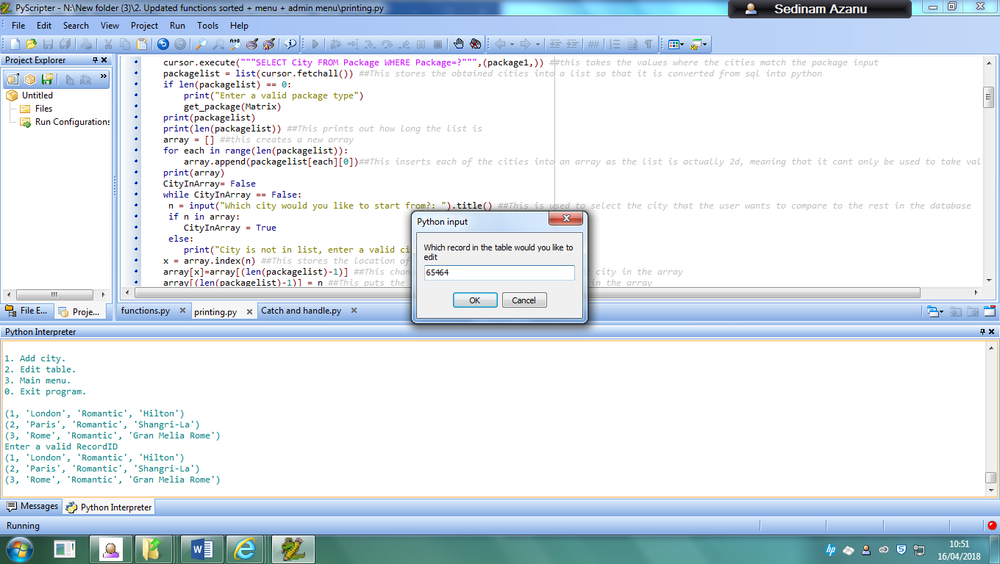 PyScripter - N:\New folder (3)\2. Updated functions sorted + menu + admin menu\printing.py
Sedinam Azanu
File Edit Search View Project Run Tools Help
Project Explorer
Untitled
Files
Run Configurations
cursor.execute("""SELECT City FROM Package WHERE Package=?""",(package1,)) ##this takes the values where the cities match the package input
packagelist = list(cursor.fetchall()) ##This stores the obtained cities into a list so that it is converted from sql into python
if len(packagelist) == 0:
print("Enter a valid package type")
get_package(Matrix)
print(packagelist)
print(len(packagelist)) ##This prints out how long the list is
array = [] ##this creates a new array
for each in range(len(packagelist)):
array.append(packagelist[each][0])##This inserts each of the cities into an array as the list is actually 2d, meaning that it cant only be used to take val
print(array)
CityInArray= False
while CityInArray == False:
n = input("Which city would you like to start from?: ").title() ##This is used to select the city that the user wants to compare to the rest in the database
if n in array:
CityInArray = True
else:
print("City is not in list, enter a valid ci
x = array.index(n) ##This stores the location of
array[x]=array[(len(packagelist)-1)] ##This chan city in the array
array[(len(packagelist)-1)] = n ##This puts the in the array
Python input
Which record in the table would you like to
edit
65464
OK Cancel
File E... Proje...
functions.py printing.py Catch and handle.py
Python Interpreter
1. Add city.
2. Edit table.
3. Main menu.
0. Exit program.
(1, 'London', 'Romantic', 'Hilton')
(2, 'Paris', 'Romantic', 'Shangri-La')
(3, 'Rome', 'Romantic', 'Gran Melia Rome')
Enter a valid RecordID
(1, 'London', 'Romantic', 'Hilton')
(2, 'Paris', 'Romantic', 'Shangri-La')
(3, 'Rome', 'Romantic', 'Gran Melia Rome')
Messages Python Interpreter
Running
10:51
16/04/2018